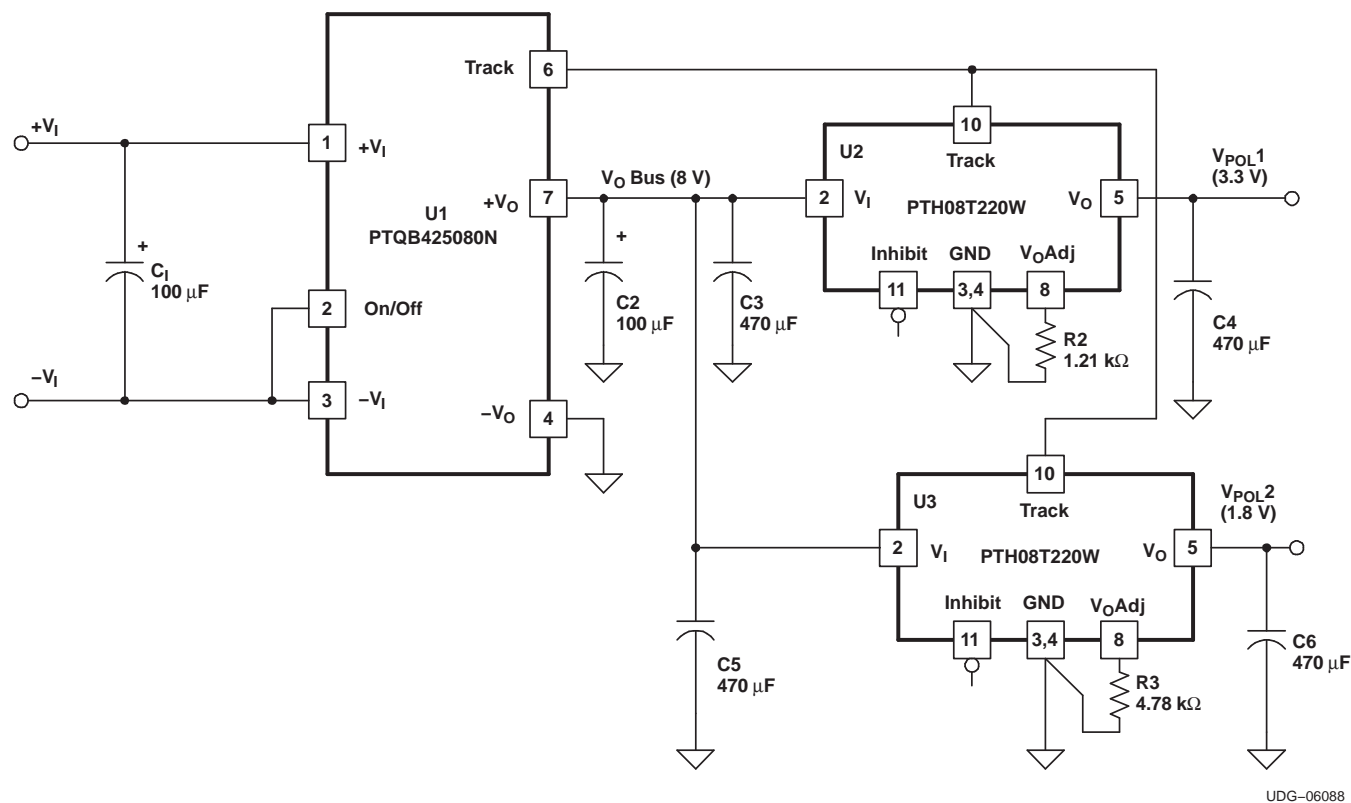 Track
6
+VI
1
+VI
U1
PTQB425080N
+VO
7
VO Bus (8 V)
+
CI
100 μF
2
On/Off
−VI
3
−VI
−VO
4
+
C2
100 μF
C3
470 μF
10
Track
U2
2
VI
PTH08T220W
VO
5
VPOL1
(3.3 V)
Inhibit
GND
VOAdj
11
3,4
8
R2
1.21 kΩ
C4
470 μF
10
Track
U3
2
VI
PTH08T220W
VO
5
VPOL2
(1.8 V)
Inhibit
GND
VOAdj
11
3,4
8
C5
470 μF
R3
4.78 kΩ
C6
470 μF
UDG−06088